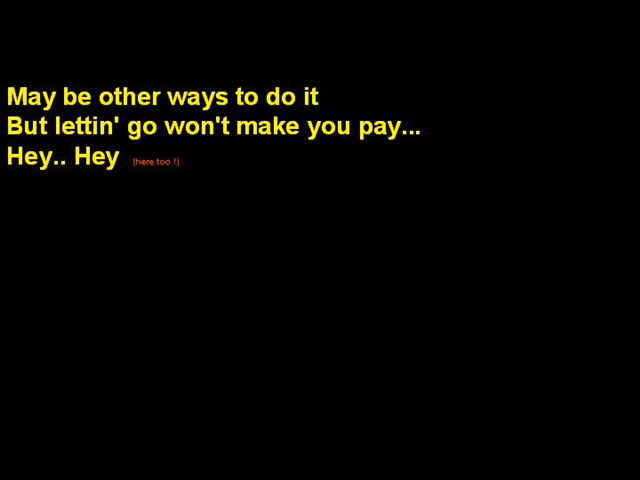 May be other ways to do it
But lettin' go won't make you pay...
Hey.. Hey (here too !)